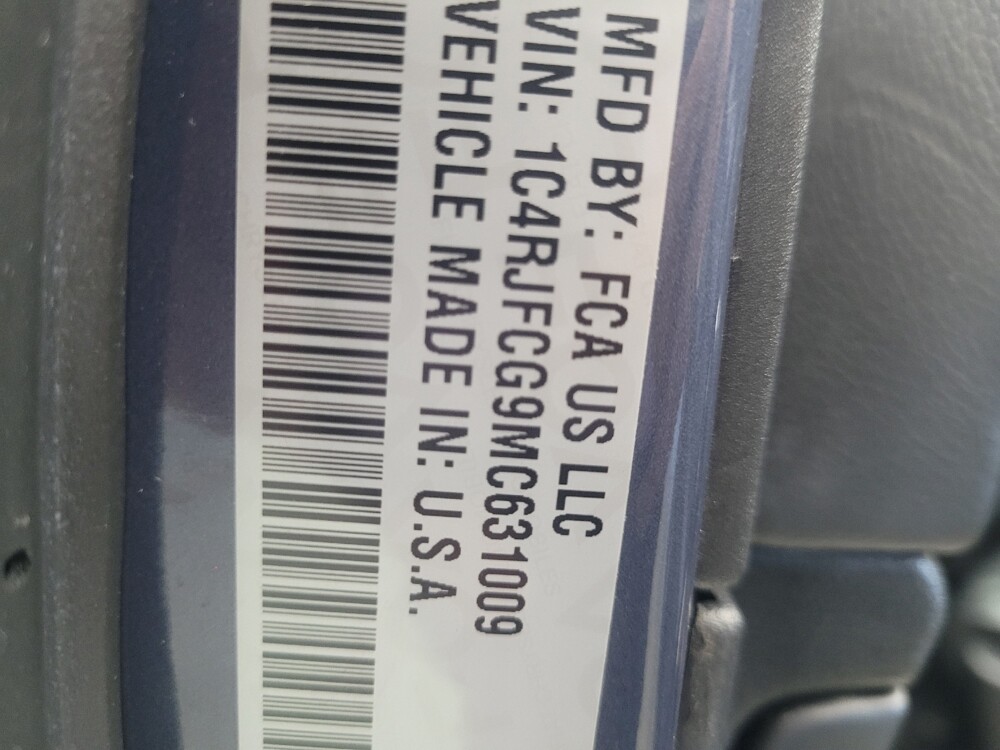 MFD BY: FCA US LLC
VIN: 1C4RJFCG9MC631009
VEHICLE MADE IN: U.S.A.